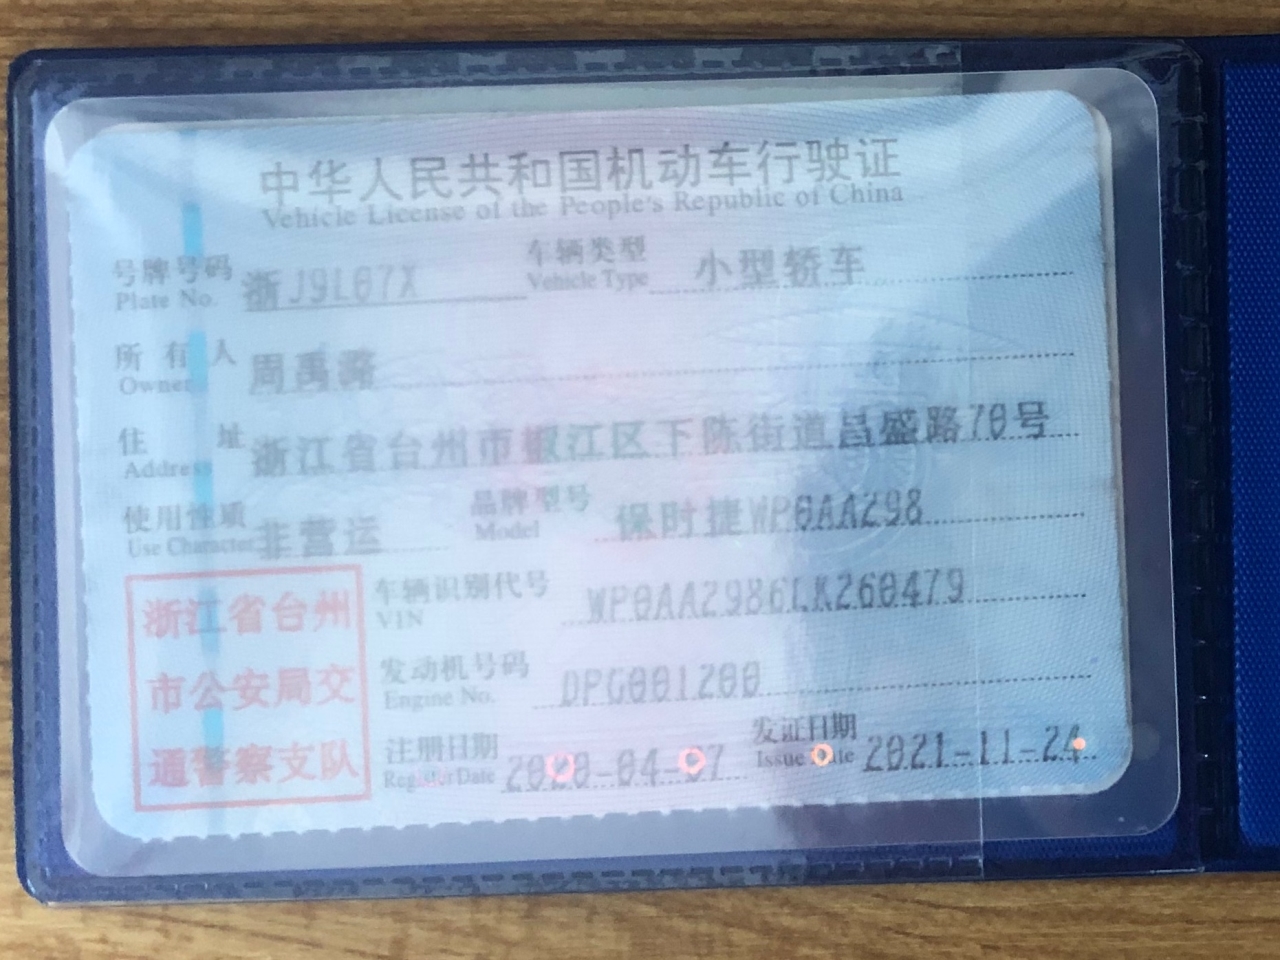 中华人民共和国机动车行驶证
Vehicle License of the People's Republic of China
号牌号码 浙J9L07X 车辆类型 小型轿车
Plate No. Vehicle Type
所有人 周禹潞
Owner
住址 浙江省台州市椒江区下陈街道昌盛路70号
Address
使用性质 非营运 品牌型号 保时捷WP0AA298
Use Character Model
浙江省台州
市公安局交
通警察支队
车辆识别代号 WP0AA2986LK260479
VIN
发动机号码 DPG001200
Engine No.
注册日期 2020-04-07 发证日期 2021-11-24
Register Date Issue Date